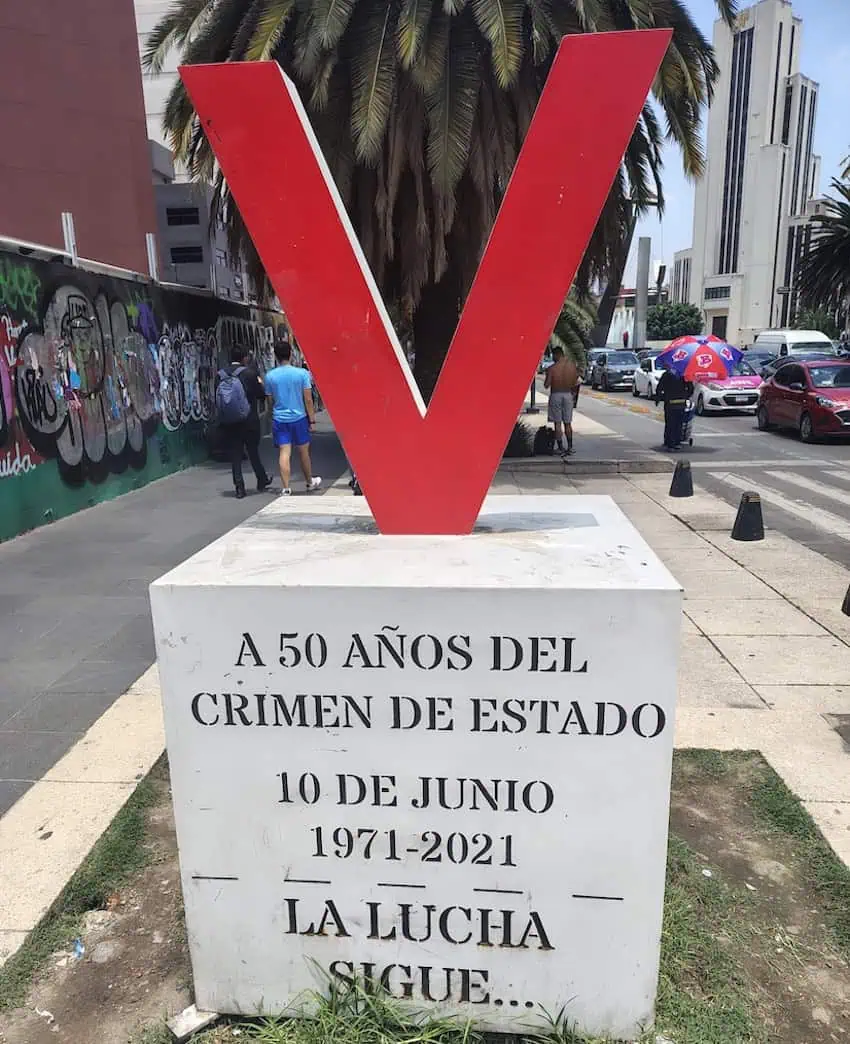 V
A 50 AÑOS DEL
CRIMEN DE ESTADO
10 DE JUNIO
1971-2021
LA LUCHA
SIGUE...